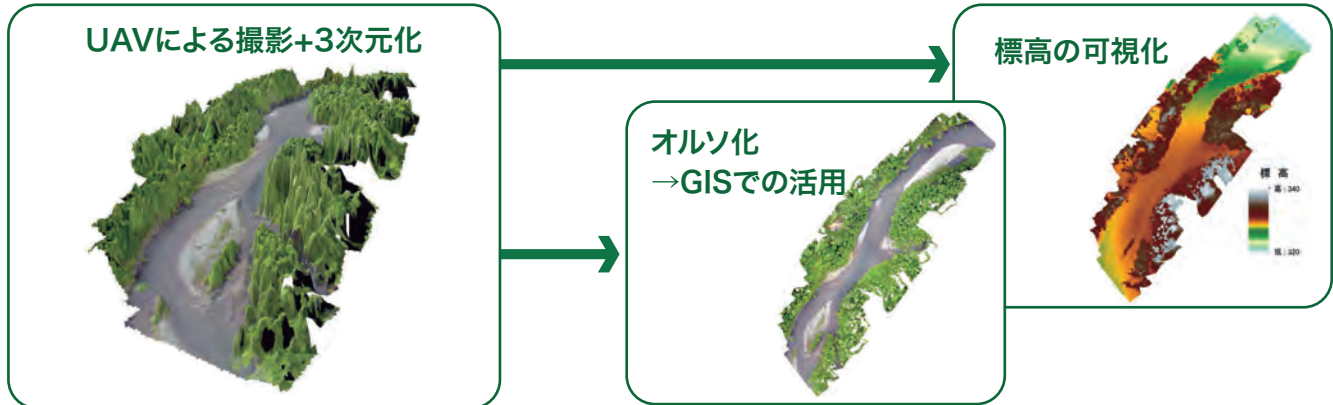 UAVによる撮影+3次元化
オルソ化
→GISでの活用
標高の可視化
標 高
高：340
低：320